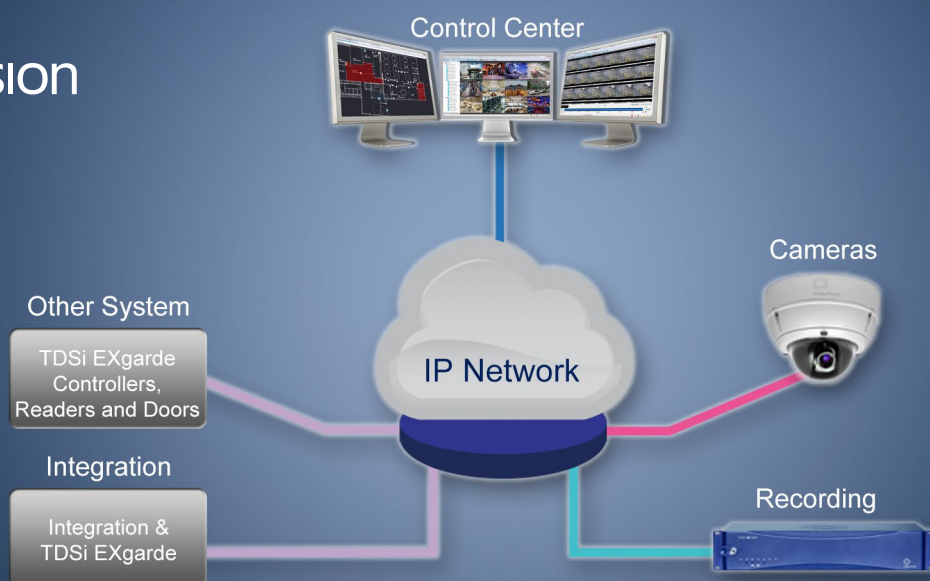 sion
Control Center
Cameras
Other System
TDSi EXgarde
Controllers,
Readers and Doors
IP Network
Integration
Integration &
TDSi EXgarde
Recording